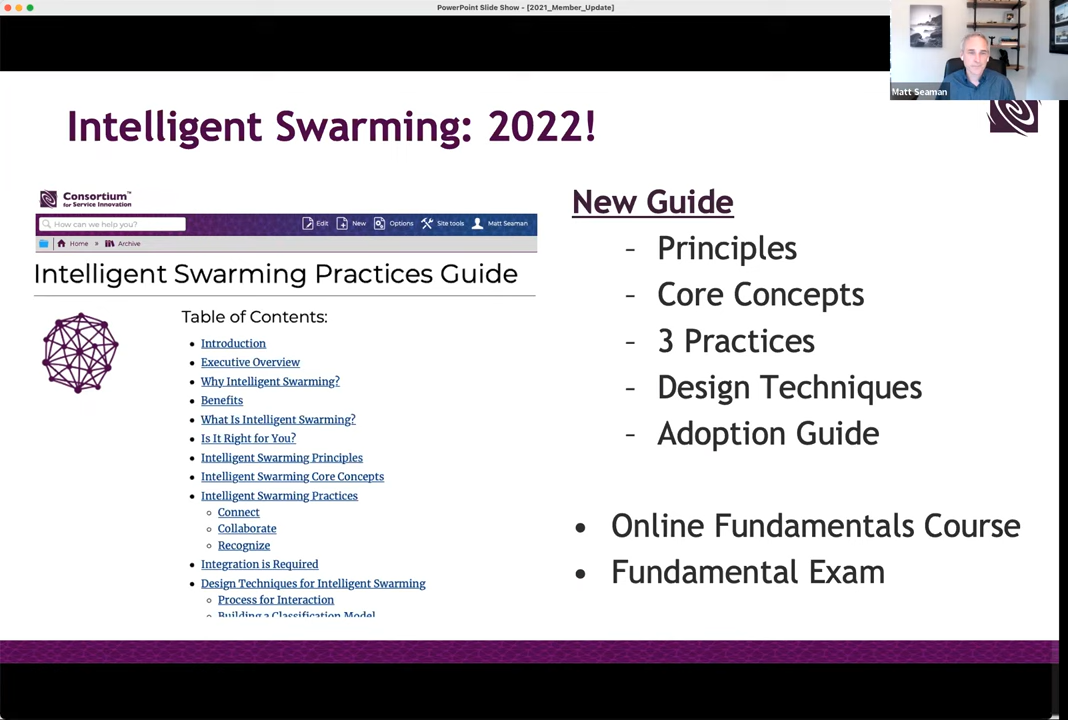 PowerPoint Slide Show - [2021_Member_Update]
Matt Seaman
Intelligent Swarming: 2022!
Consortium™
for Service Innovation
How can we help you?
Edit
New
Options
Site tools
Matt Seaman
Home » Archive
Intelligent Swarming Practices Guide
Table of Contents:
• Introduction
• Executive Overview
• Why Intelligent Swarming?
• Benefits
• What Is Intelligent Swarming?
• Is It Right for You?
• Intelligent Swarming Principles
• Intelligent Swarming Core Concepts
• Intelligent Swarming Practices
◦ Connect
◦ Collaborate
◦ Recognize
• Integration is Required
• Design Techniques for Intelligent Swarming
◦ Process for Interaction
◦ Building a Classification Model
New Guide
– Principles
– Core Concepts
– 3 Practices
– Design Techniques
– Adoption Guide
• Online Fundamentals Course
• Fundamental Exam